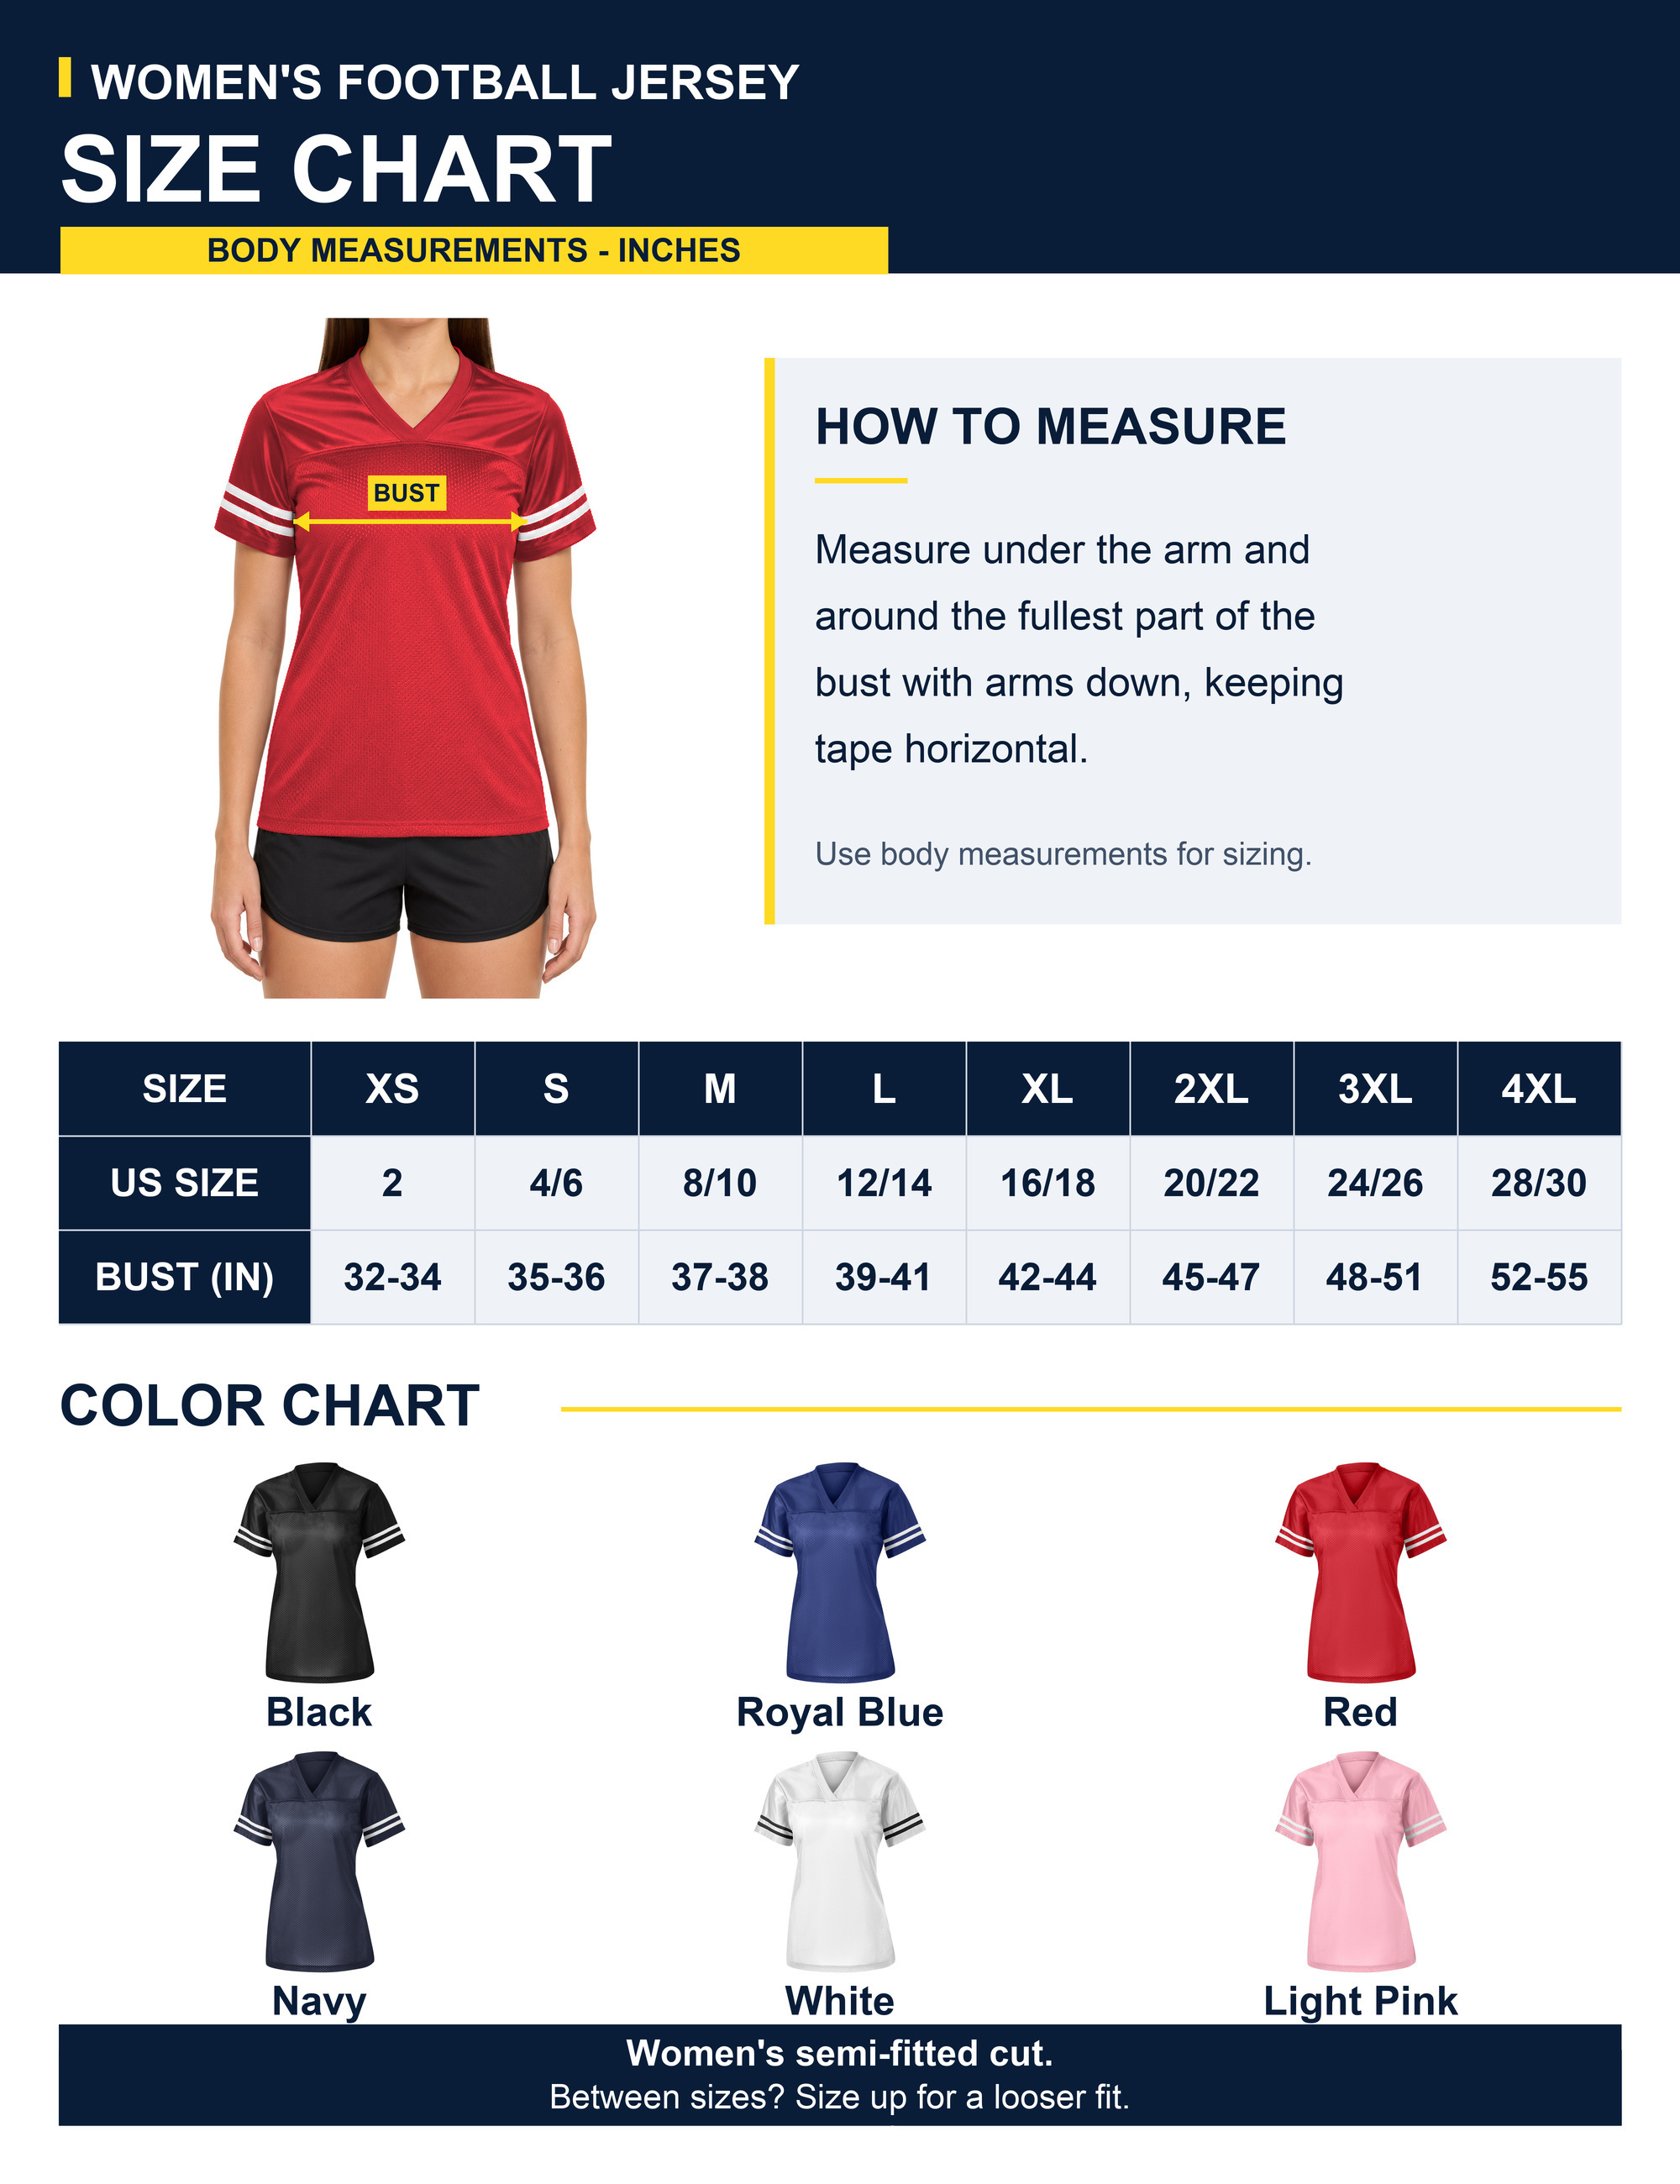 WOMEN'S FOOTBALL JERSEY
SIZE CHART
BODY MEASUREMENTS - INCHES
BUST
HOW TO MEASURE
Measure under the arm and
around the fullest part of the
bust with arms down, keeping
tape horizontal.
Use body measurements for sizing.
SIZE XS S M L XL 2XL 3XL 4XL
US SIZE 2 4/6 8/10 12/14 16/18 20/22 24/26 28/30
BUST (IN) 32-34 35-36 37-38 39-41 42-44 45-47 48-51 52-55
COLOR CHART
Black Royal Blue Red
Navy White Light Pink
Women's semi-fitted cut.
Between sizes? Size up for a looser fit.